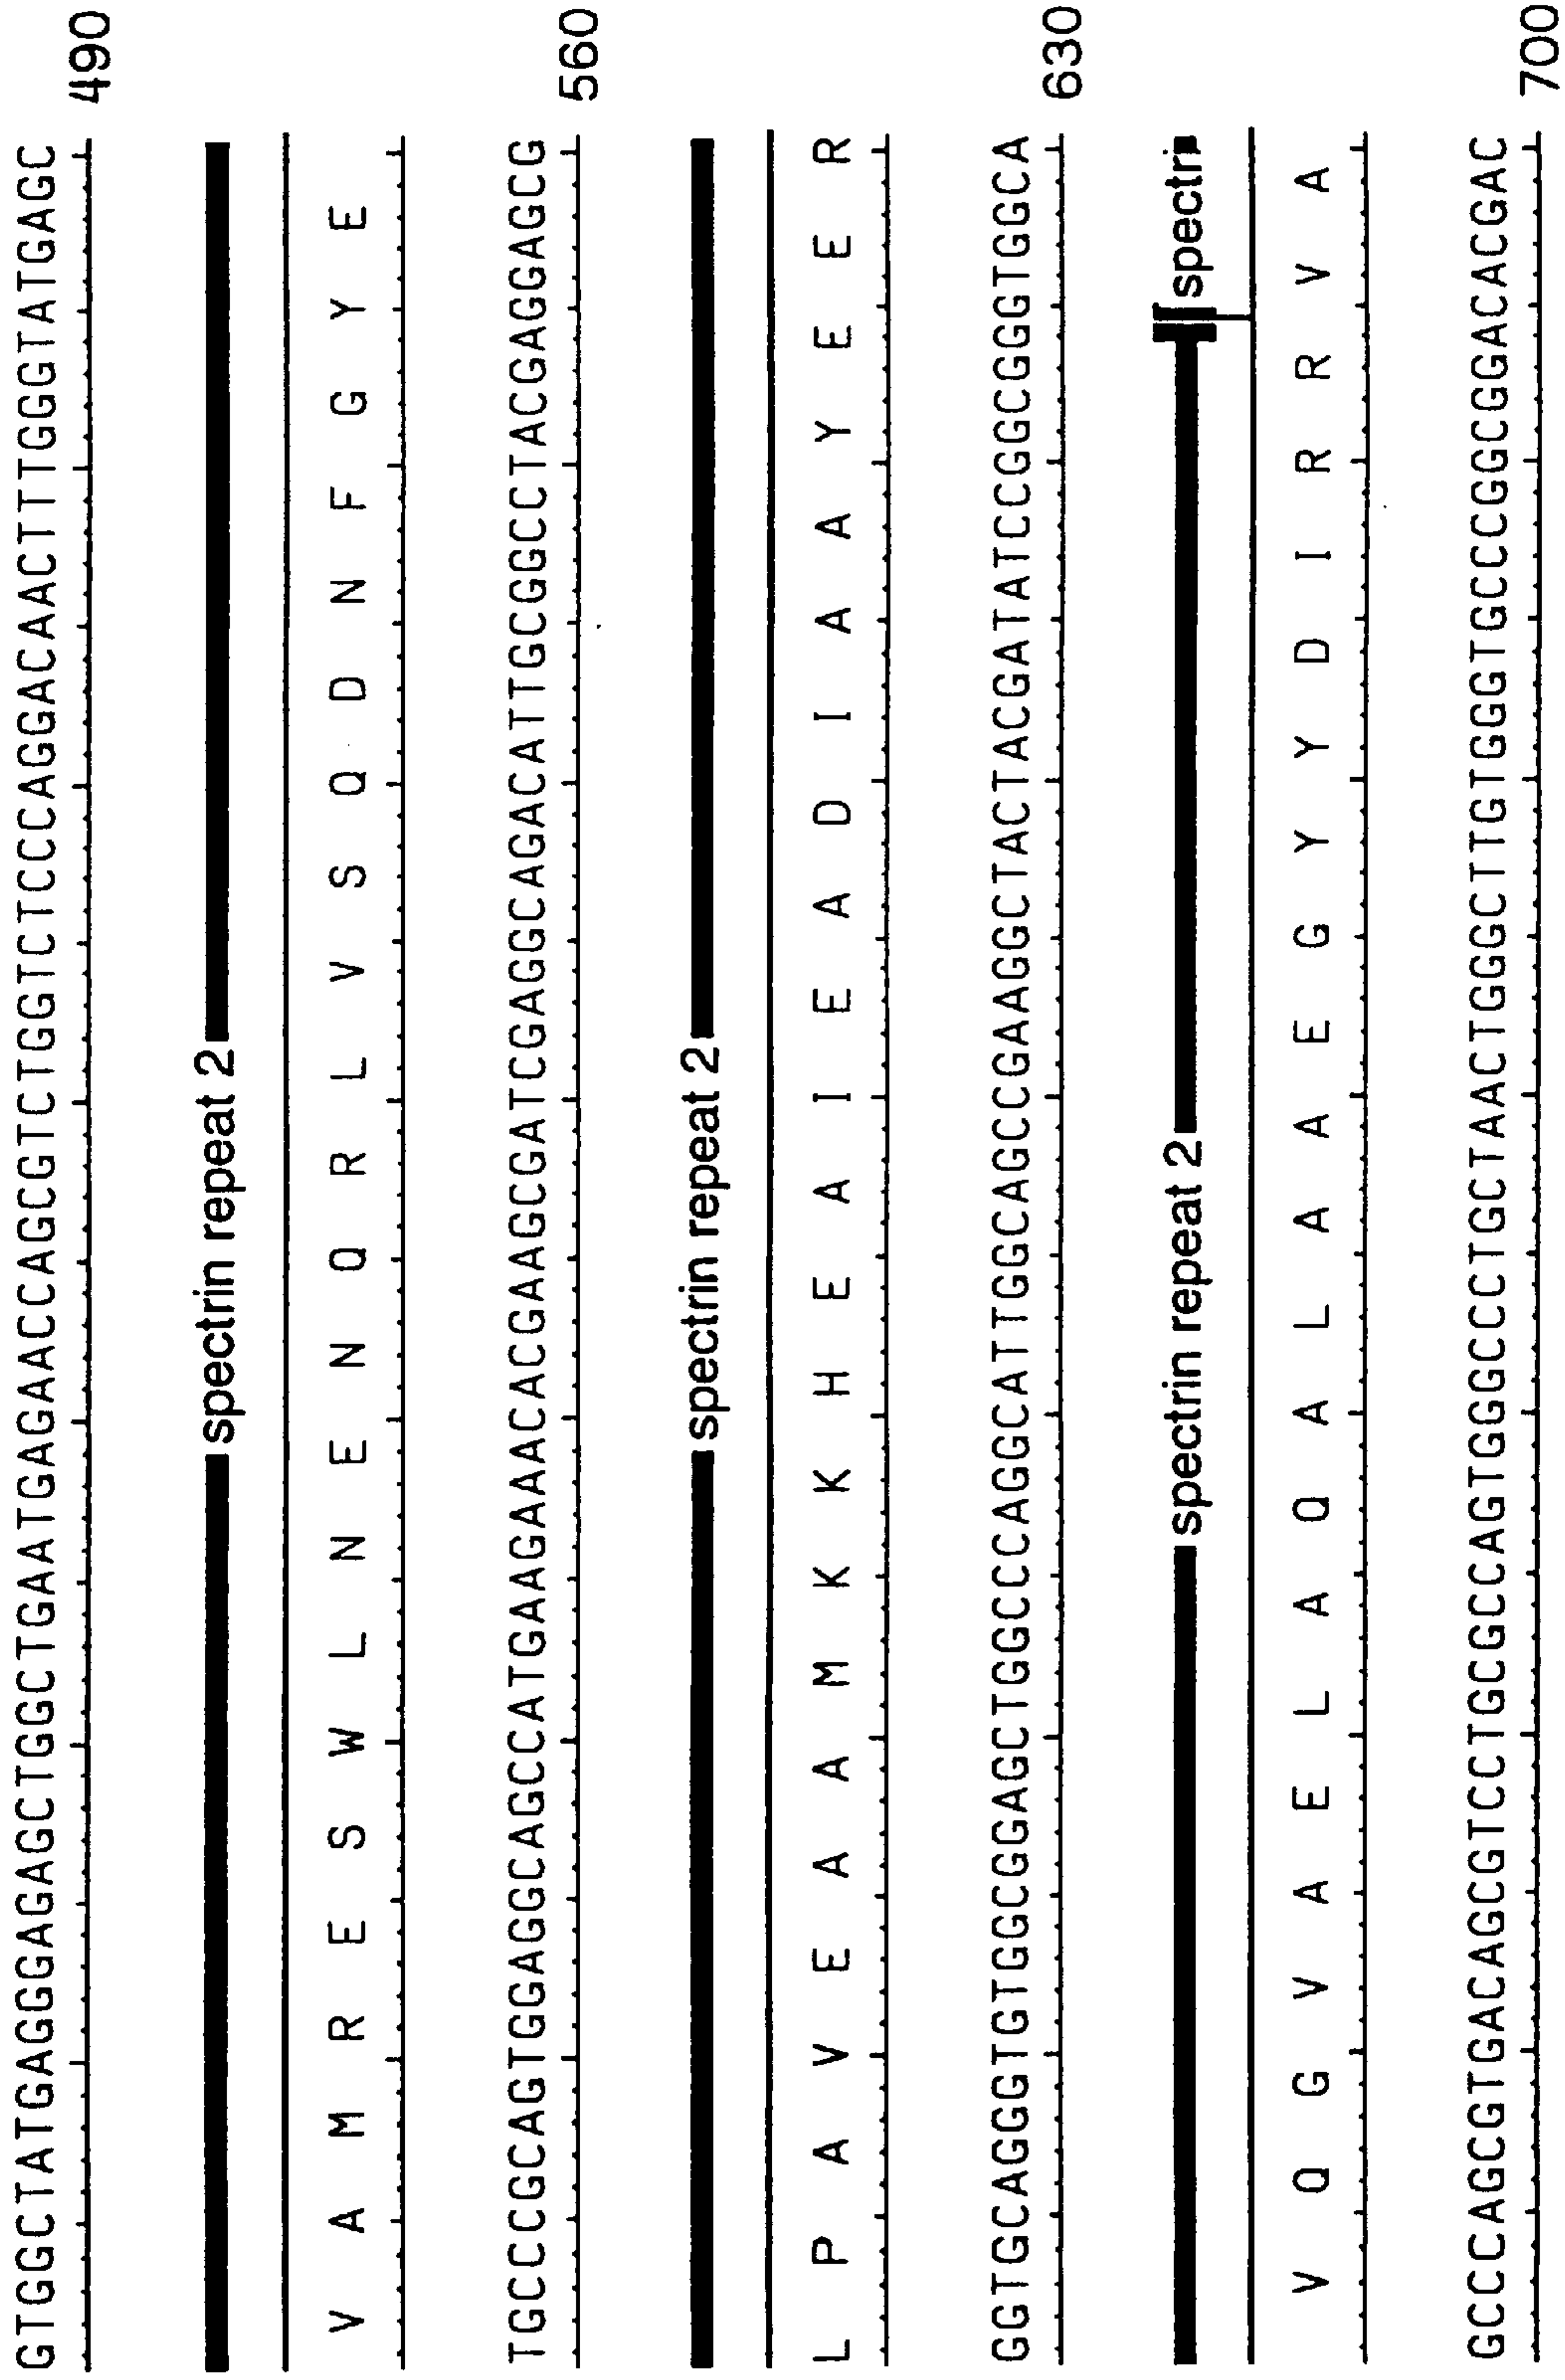 GTGGCTATGAGGGAGAGCTGGCTGAATGAGAACCAGCGTCTGGTCTCCCAGGACAACTTTGGGTATGAGC 490
spectrin repeat 2
V A M R E S W L N E N Q R L V S Q D N F G Y E
TGCCCGCAGTGGAGGCAGCCATGAAGAAACACGAAGCGATCGAGGCAGACATTGCGGCCTACGAGGAGCG 560
spectrin repeat 2
L P A V E A A M K K H E A I E A D I A A Y E E R
GGTGCAGGGTGTGGCGGAGCTGGCCCAGGCATTGGCAGCCGAAGGCTACTACGATATCCGGCGGGTGGCA 630
spectrin repeat 2 spectri
V Q G V A E L A Q A L A A E G Y Y D I R R V A
GCCCAGCGTGACAGCGTCCTGCGCCAGTGGGCCCTGCTAACTGGGCTTGTGGGTGCCCGGCGGACACGAC 700